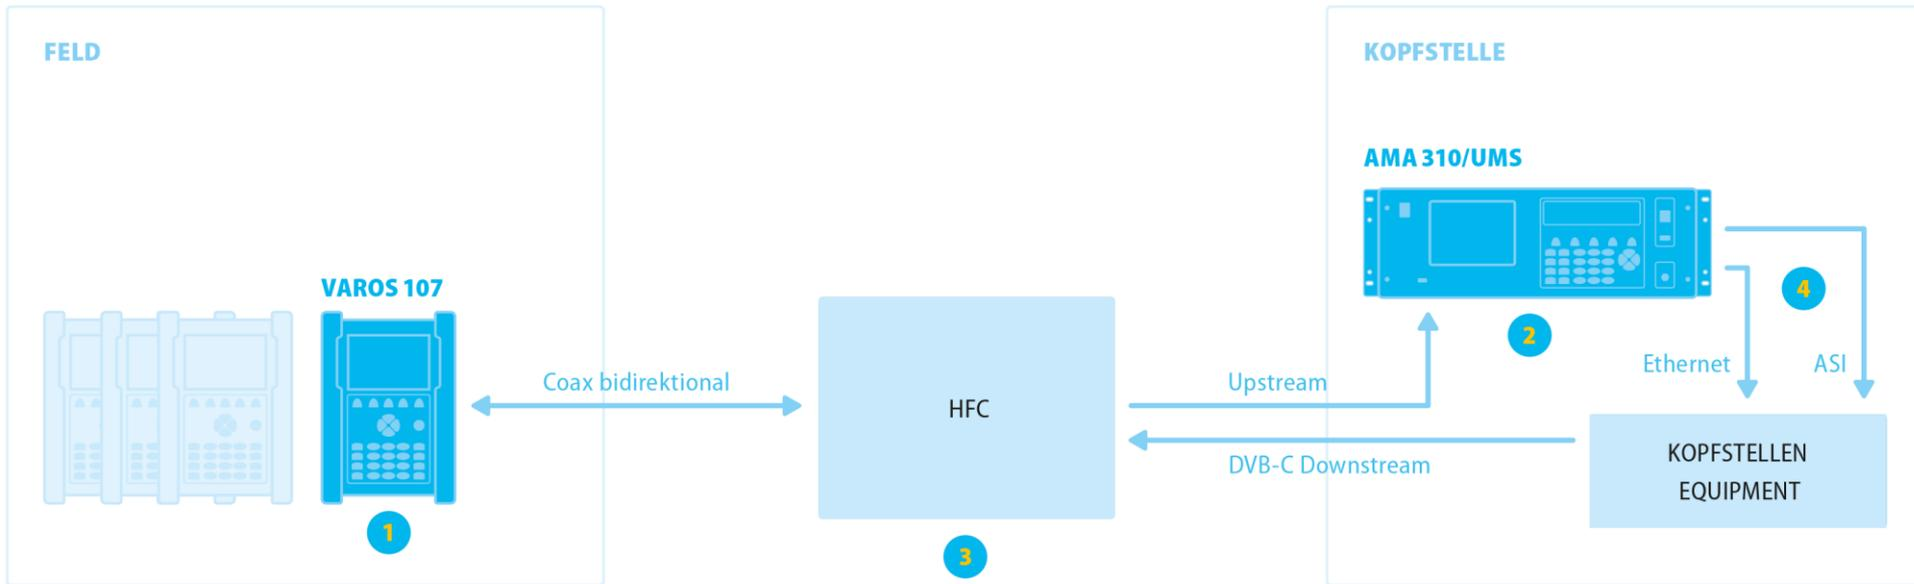 FELD
VAROS 107
1
Coax bidirektional
HFC
3
Upstream
DVB-C Downstream
KOPFSTELLE
AMA 310/UMS
2
4
Ethernet
ASI
KOPFSTELLEN
EQUIPMENT